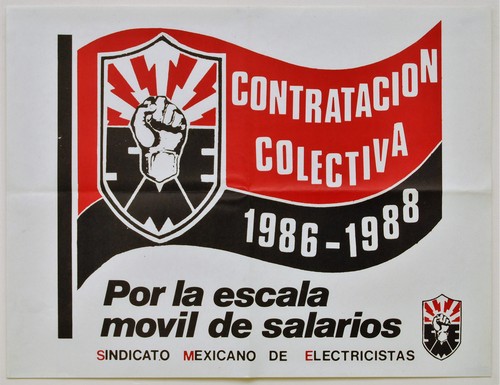 CONTRATACION
COLECTIVA
1986-1988
Por la escala
movil de salarios
SINDICATO MEXICANO DE ELECTRICISTAS